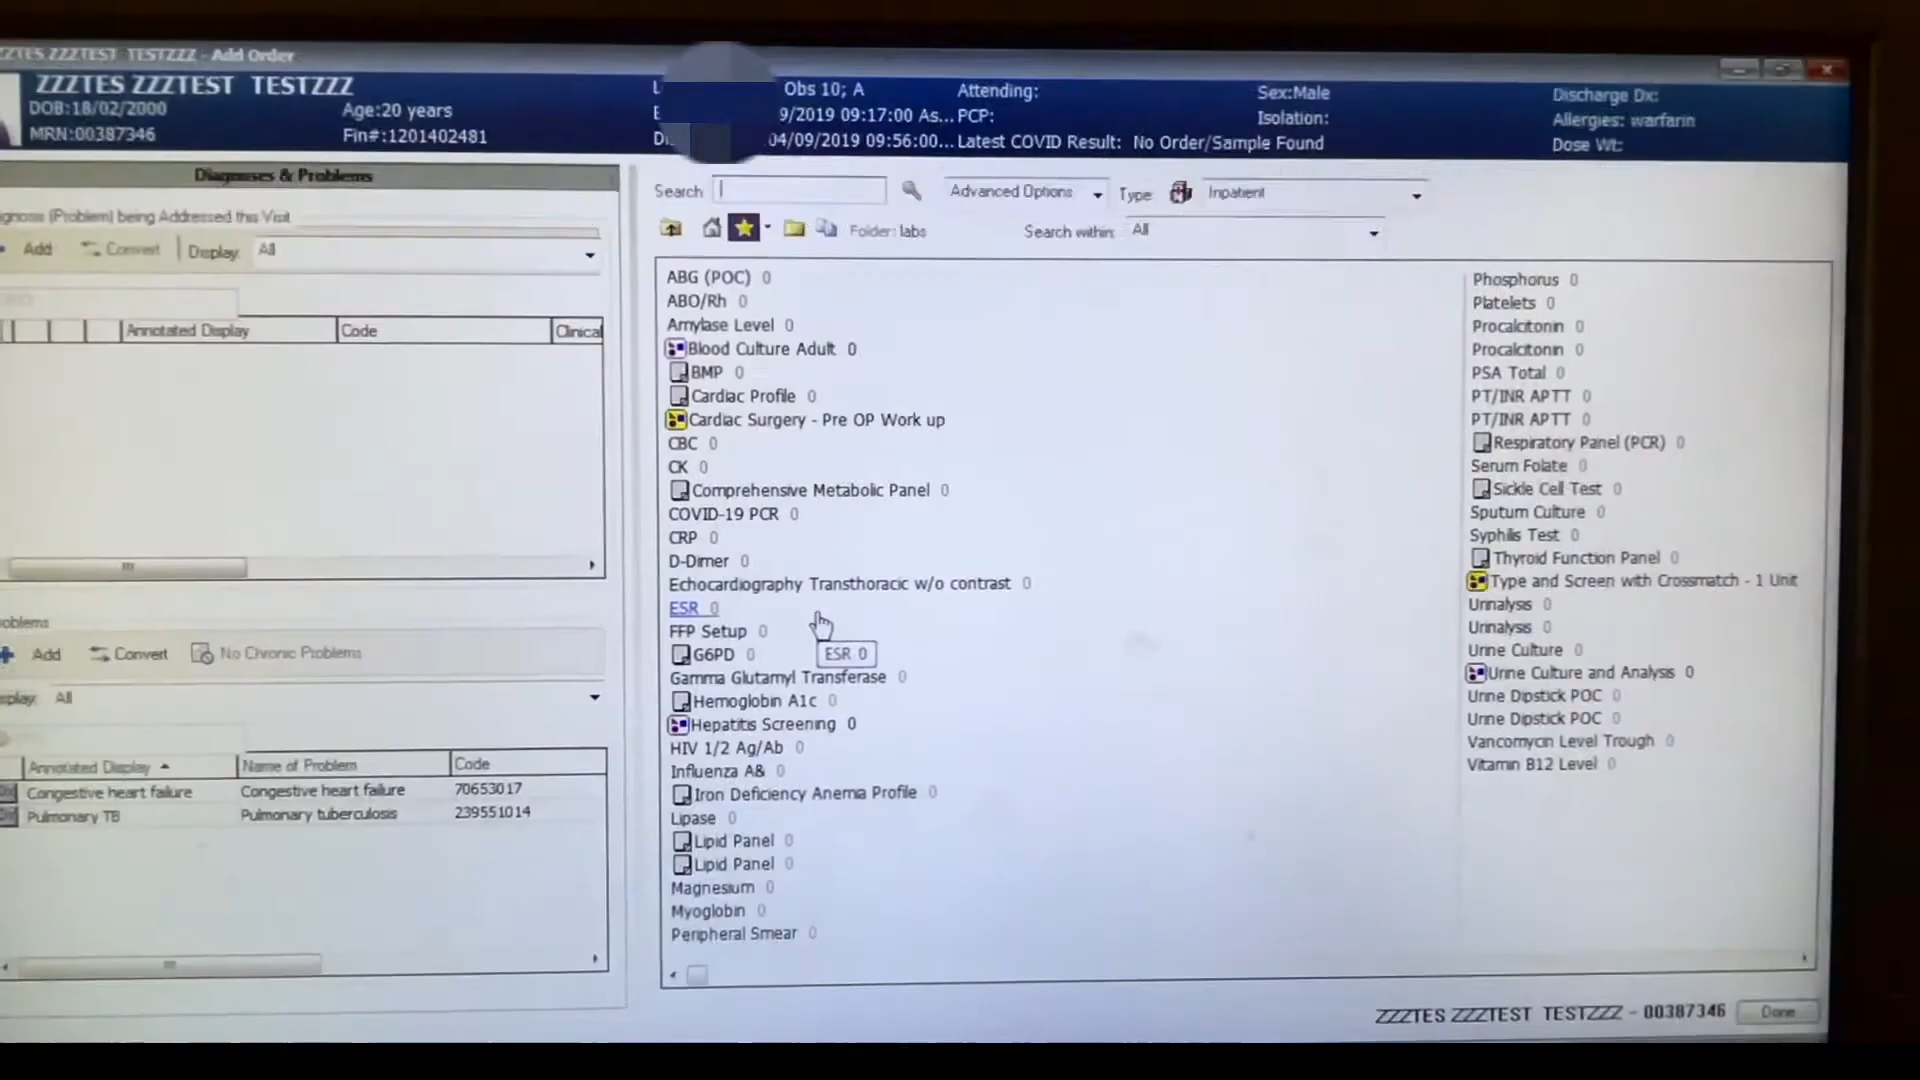 ZZTES ZZZTEST TESTZZZ - Add Order
ZZZTES ZZZTEST TESTZZZ
DOB:18/02/2000
Age:20 years
MRN:00387346
Fin#:1201402481
Obs 10; A
9/2019 09:17:00 As...
04/09/2019 09:56:00...
Attending:
PCP:
Latest COVID Result: No Order/Sample Found
Sex:Male
Isolation:
Discharge Dx:
Allergies: warfarin
Dose Wt:
Diagnoses & Problems
agnosis (Problem) being Addressed this Visit
Add
Convert
Display: All
Annotated Display
Code
Clinical
Add
Convert
No Chronic Problems
All
Annotated Display
Name of Problem
Code
Congestive heart failure
Congestive heart failure
70653017
Pulmonary TB
Pulmonary tuberculosis
239551014
Search
Advanced Options
Type:
Inpatient
Folder: labs
Search within: All
ABG (POC) 0
ABO/Rh 0
Amylase Level 0
Blood Culture Adult 0
BMP 0
Cardiac Profile 0
Cardiac Surgery - Pre OP Work up
CBC 0
CK 0
Comprehensive Metabolic Panel 0
COVID-19 PCR 0
CRP 0
D-Dimer 0
Echocardiography Transthoracic w/o contrast 0
ESR 0
FFP Setup 0
G6PD 0
ESR 0
Gamma Glutamyl Transferase 0
Hemoglobin A1c 0
Hepatitis Screening 0
HIV 1/2 Ag/Ab 0
Influenza A& 0
Iron Deficiency Anemia Profile 0
Lipase 0
Lipid Panel 0
Lipid Panel 0
Magnesium 0
Myoglobin 0
Peripheral Smear 0
Phosphorus 0
Platelets 0
Procalcitonin 0
Procalcitonin 0
PSA Total 0
PT/INR APTT 0
PT/INR APTT 0
Respiratory Panel (PCR) 0
Serum Folate 0
Sickle Cell Test 0
Sputum Culture 0
Syphilis Test 0
Thyroid Function Panel 0
Type and Screen with Crossmatch - 1 Unit
Urinalysis 0
Urinalysis 0
Urine Culture 0
Urine Culture and Analysis 0
Urine Dipstick POC 0
Urine Dipstick POC 0
Vancomycin Level Trough 0
Vitamin B12 Level 0
ZZZTES ZZZTEST TESTZZZ - 00387346
Done